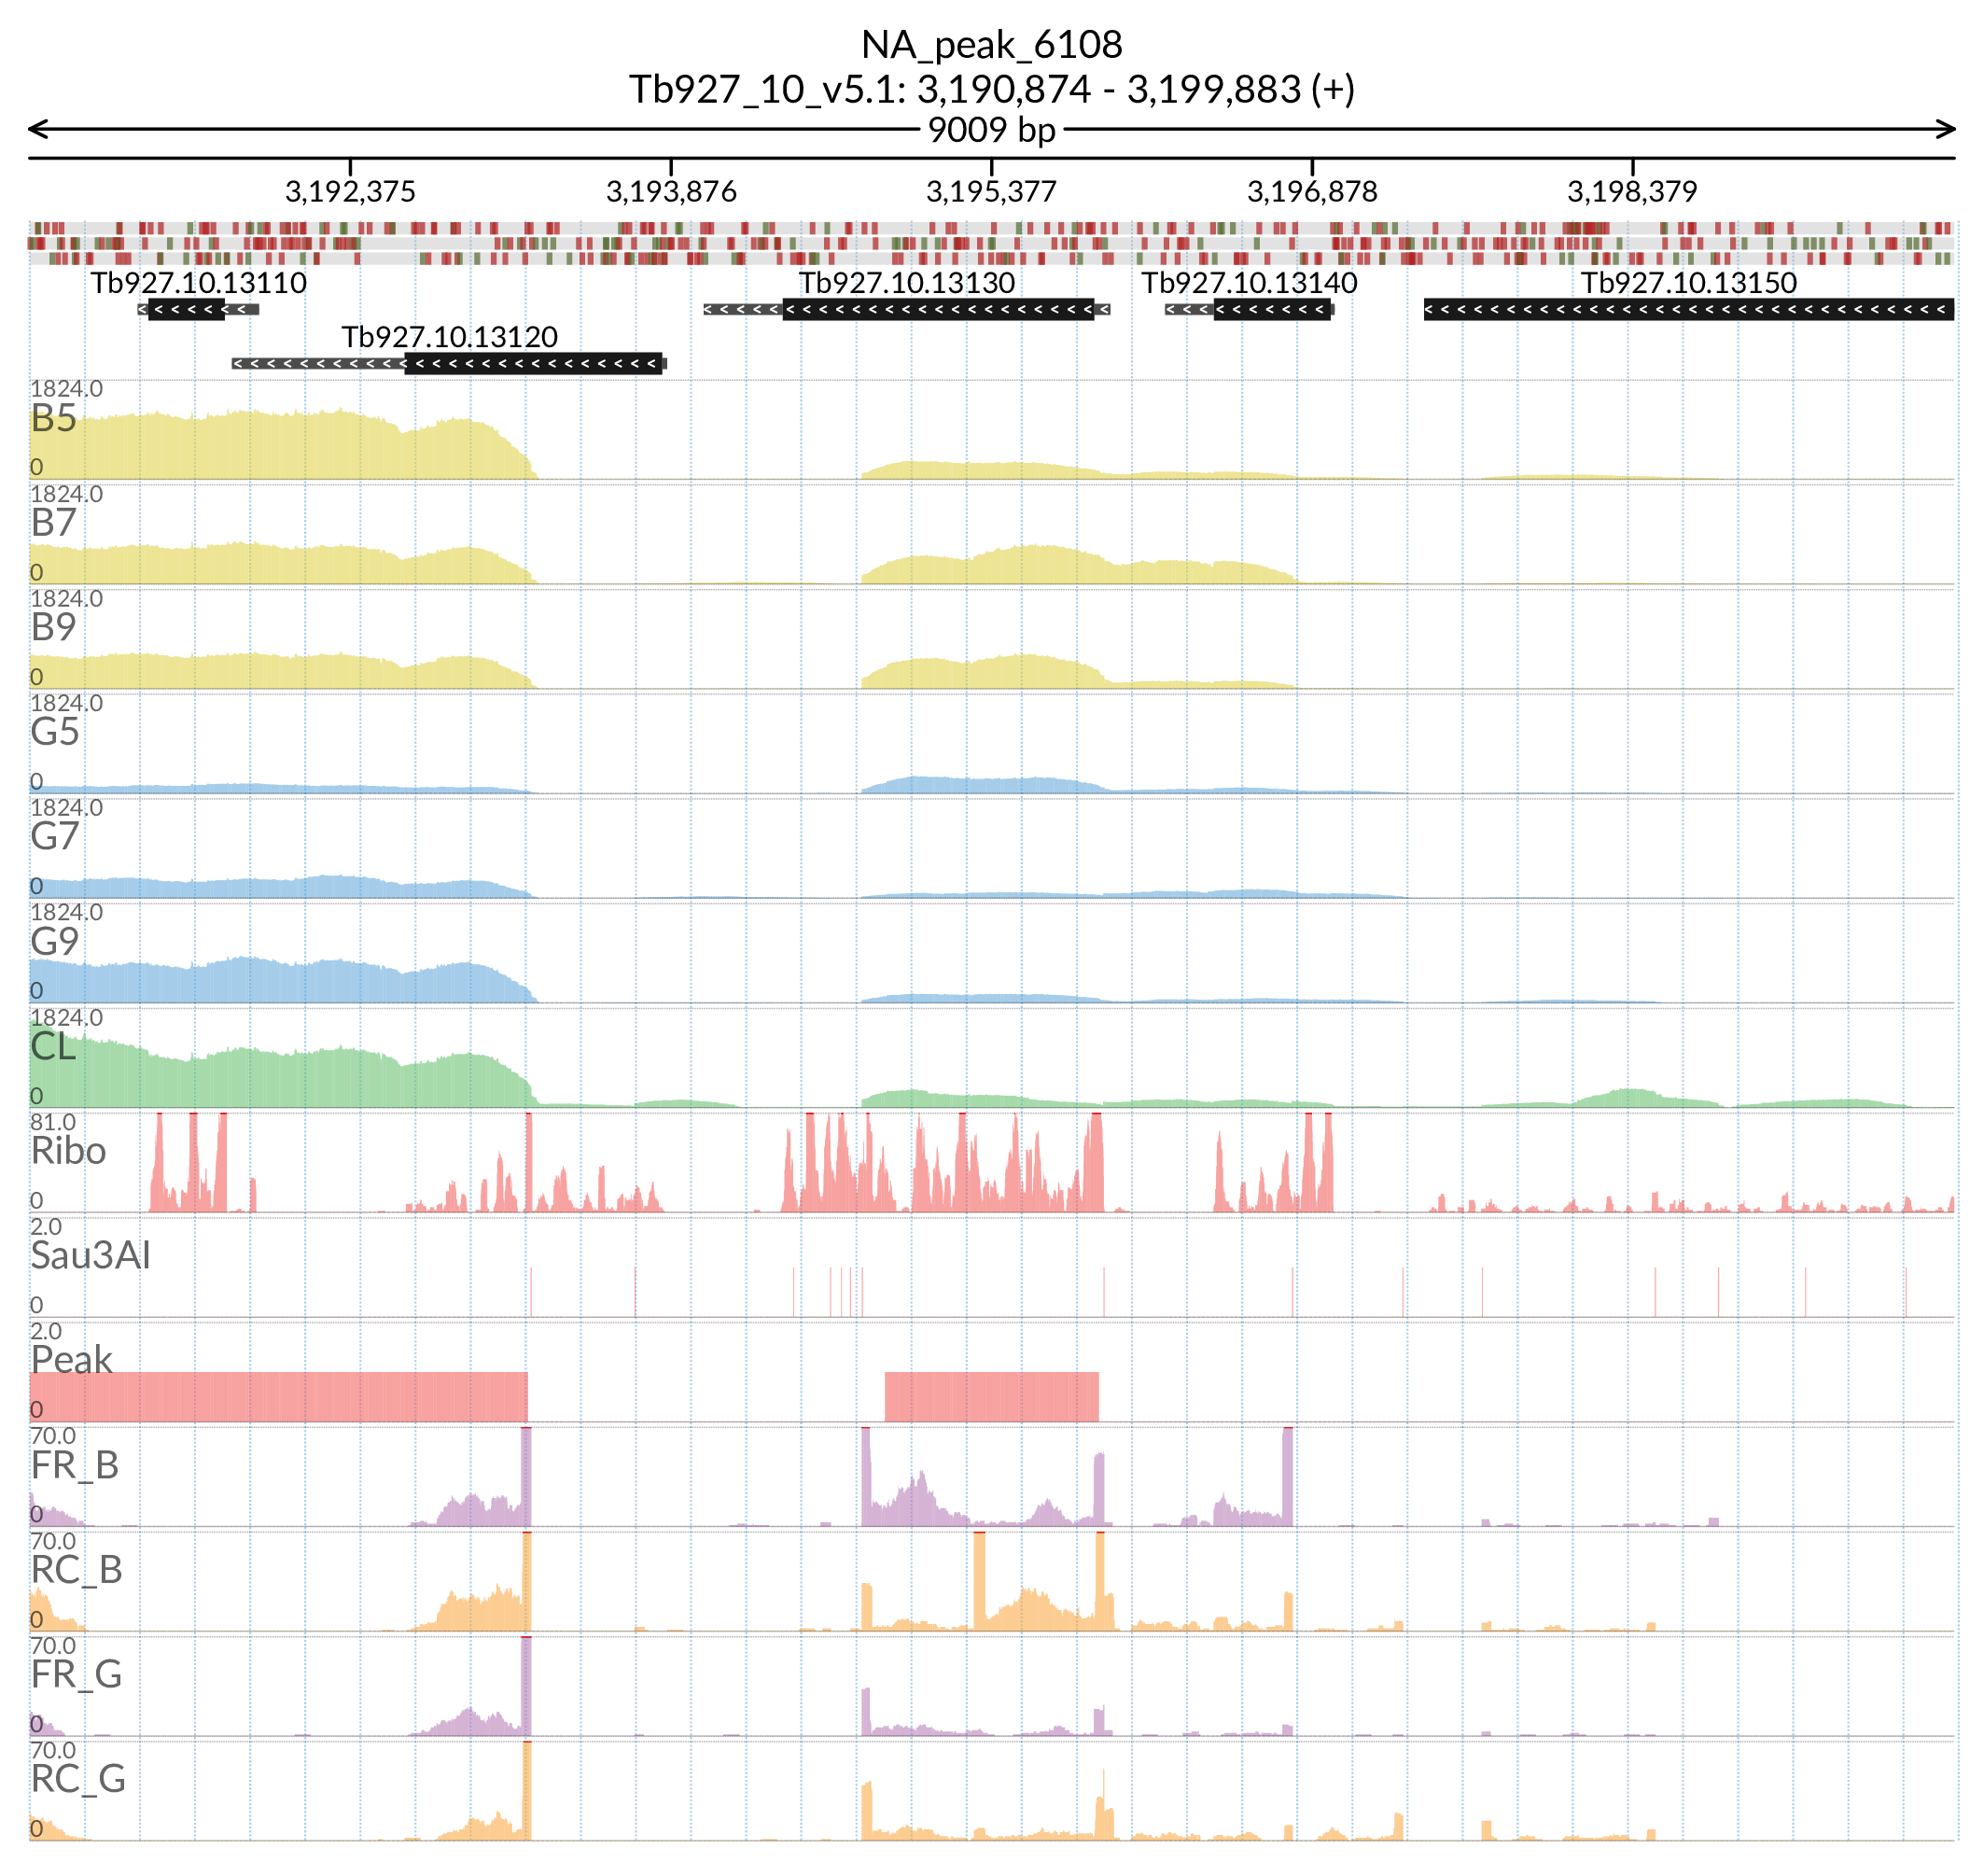 NA_peak_6108
Tb927_10_v5.1: 3,190,874 - 3,199,883 (+)
9009 bp
3,192,375 3,193,876 3,195,377 3,196,878 3,198,379
Tb927.10.13110 Tb927.10.13130 Tb927.10.13140 Tb927.10.13150
Tb927.10.13120
1824.0
B5
0
1824.0
B7
0
1824.0
B9
0
1824.0
G5
0
1824.0
G7
0
1824.0
G9
0
1824.0
CL
0
81.0
Ribo
0
2.0
Sau3AI
0
2.0
Peak
0
70.0
FR_B
0
70.0
RC_B
0
70.0
FR_G
0
70.0
RC_G
0